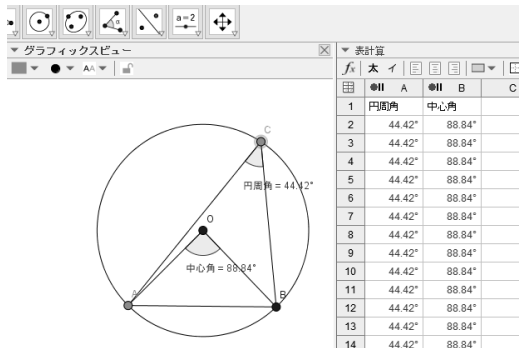 a=2
▼ グラフィックスビュー
AA
C
円周角 = 44.42°
O
中心角 = 88.84°
A
B
▼ 表計算
fx 太 イ
A B C
1 円周角 中心角
2 44.42° 88.84°
3 44.42° 88.84°
4 44.42° 88.84°
5 44.42° 88.84°
6 44.42° 88.84°
7 44.42° 88.84°
8 44.42° 88.84°
9 44.42° 88.84°
10 44.42° 88.84°
11 44.42° 88.84°
12 44.42° 88.84°
13 44.42° 88.84°
14 44.42° 88.84°